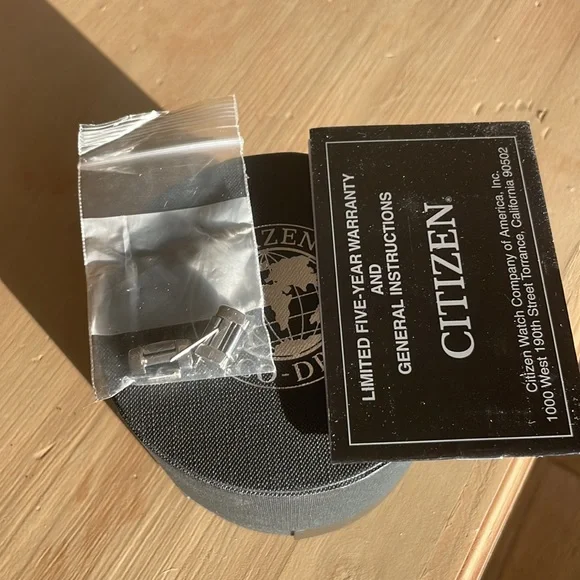 LIMITED FIVE-YEAR WARRANTY
AND
GENERAL INSTRUCTIONS
CITIZEN®
Citizen Watch Company of America, Inc.
1000 West 190th Street Torrance, California 90502